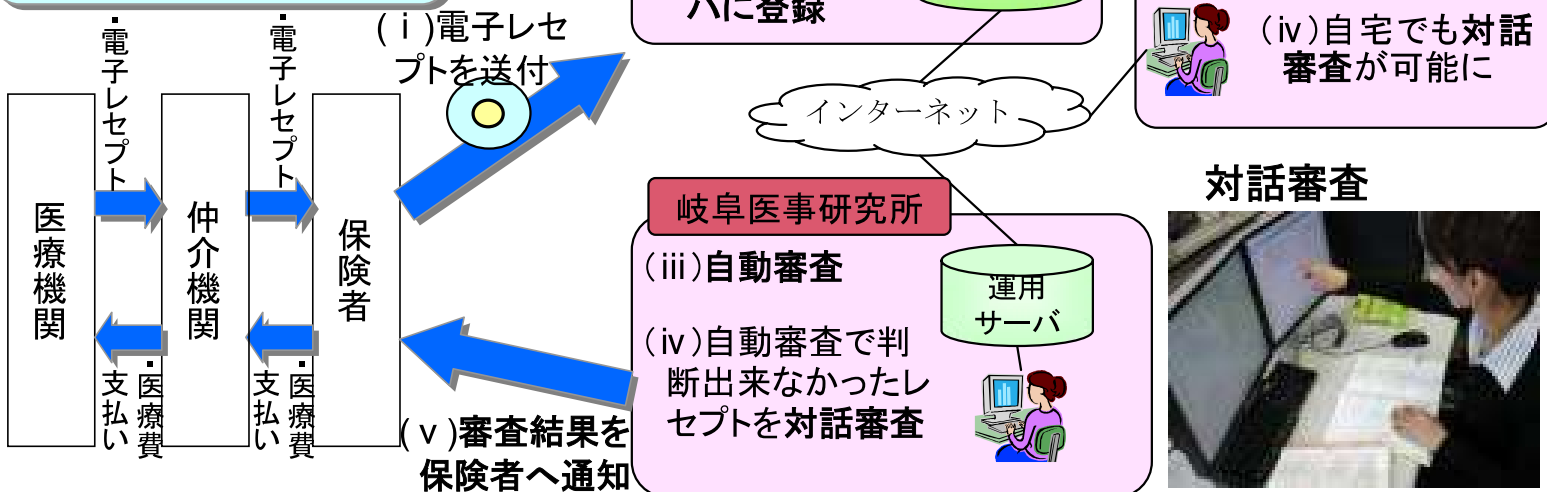 ・電子レセプト
・電子レセプト
(ⅰ)電子レセ
プトを送付
バに登録
(ⅳ)自宅でも対話
審査が可能に
インターネット
対話審査
医療機関
仲介機関
保険者
岐阜医事研究所
(ⅲ)自動審査
(ⅳ)自動審査で判
断出来なかったレ
セプトを対話審査
運用
サーバ
・医療費
支払い
・医療費
支払い
(ⅴ)審査結果を
保険者へ通知